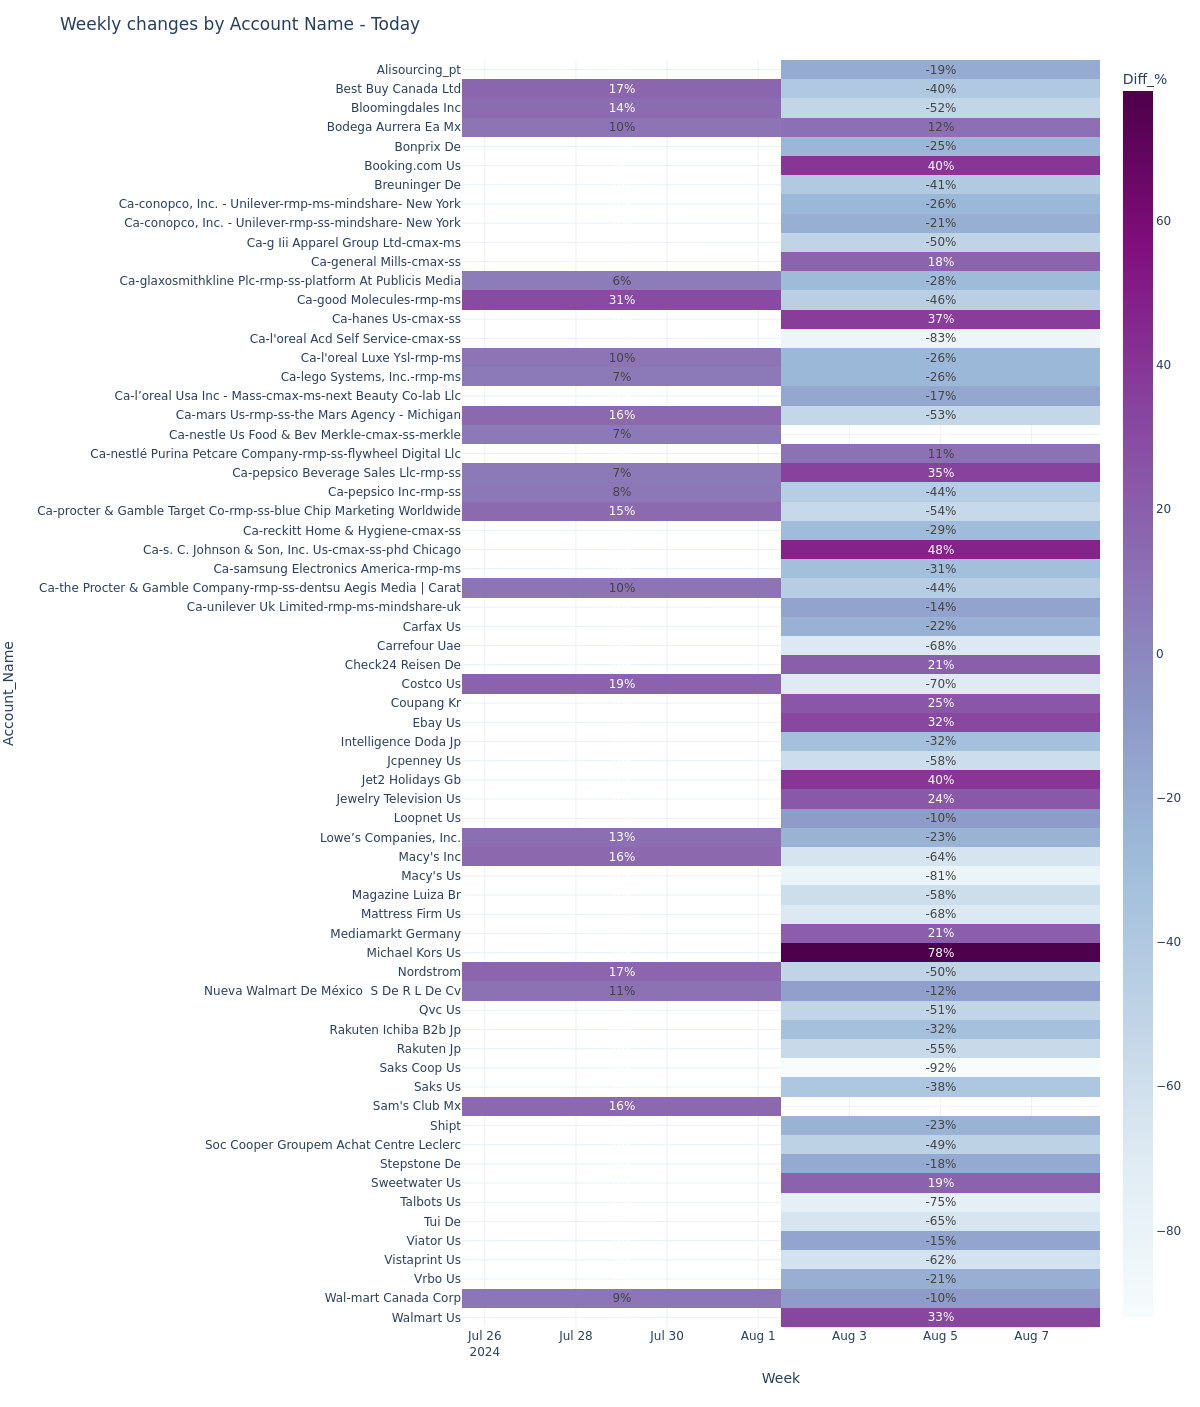 Weekly changes by Account Name - Today
Diff_%
Alisourcing_pt -19%
Best Buy Canada Ltd 17% -40%
Bloomingdales Inc 14% -52%
Bodega Aurrera Ea Mx 10% 12%
Bonprix De -25%
Booking.com Us 40%
Breuninger De -41%
Ca-conopco, Inc. - Unilever-rmp-ms-mindshare- New York -26%
Ca-conopco, Inc. - Unilever-rmp-ss-mindshare- New York -21%
Ca-g Iii Apparel Group Ltd-cmax-ms -50%
Ca-general Mills-cmax-ss 18%
Ca-glaxosmithkline Plc-rmp-ss-platform At Publicis Media 6% -28%
Ca-good Molecules-rmp-ms 31% -46%
Ca-hanes Us-cmax-ss 37%
Ca-l'oreal Acd Self Service-cmax-ss -83%
Ca-l'oreal Luxe Ysl-rmp-ms 10% -26%
Ca-lego Systems, Inc.-rmp-ms 7% -26%
Ca-l’oreal Usa Inc - Mass-cmax-ms-next Beauty Co-lab Llc -17%
Ca-mars Us-rmp-ss-the Mars Agency - Michigan 16% -53%
Ca-nestle Us Food & Bev Merkle-cmax-ss-merkle 7%
Ca-nestlé Purina Petcare Company-rmp-ss-flywheel Digital Llc 11%
Ca-pepsico Beverage Sales Llc-rmp-ss 7% 35%
Ca-pepsico Inc-rmp-ss 8% -44%
Ca-procter & Gamble Target Co-rmp-ss-blue Chip Marketing Worldwide 15% -54%
Ca-reckitt Home & Hygiene-cmax-ss -29%
Ca-s. C. Johnson & Son, Inc. Us-cmax-ss-phd Chicago 48%
Ca-samsung Electronics America-rmp-ms -31%
Ca-the Procter & Gamble Company-rmp-ss-dentsu Aegis Media | Carat 10% -44%
Ca-unilever Uk Limited-rmp-ms-mindshare-uk -14%
Carfax Us -22%
Carrefour Uae -68%
Check24 Reisen De 21%
Costco Us 19% -70%
Coupang Kr 25%
Ebay Us 32%
Intelligence Doda Jp -32%
Jcpenney Us -58%
Jet2 Holidays Gb 40%
Jewelry Television Us 24%
Loopnet Us -10%
Lowe’s Companies, Inc. 13% -23%
Macy's Inc 16% -64%
Macy's Us -81%
Magazine Luiza Br -58%
Mattress Firm Us -68%
Mediamarkt Germany 21%
Michael Kors Us 78%
Nordstrom 17% -50%
Nueva Walmart De México  S De R L De Cv 11% -12%
Qvc Us -51%
Rakuten Ichiba B2b Jp -32%
Rakuten Jp -55%
Saks Coop Us -92%
Saks Us -38%
Sam's Club Mx 16%
Shipt -23%
Soc Cooper Groupem Achat Centre Leclerc -49%
Stepstone De -18%
Sweetwater Us 19%
Talbots Us -75%
Tui De -65%
Viator Us -15%
Vistaprint Us -62%
Vrbo Us -21%
Wal-mart Canada Corp 9% -10%
Walmart Us 33%
Account_Name
Jul 26 Jul 28 Jul 30 Aug 1 Aug 3 Aug 5 Aug 7
2024
Week
60
40
20
0
−20
−40
−60
−80